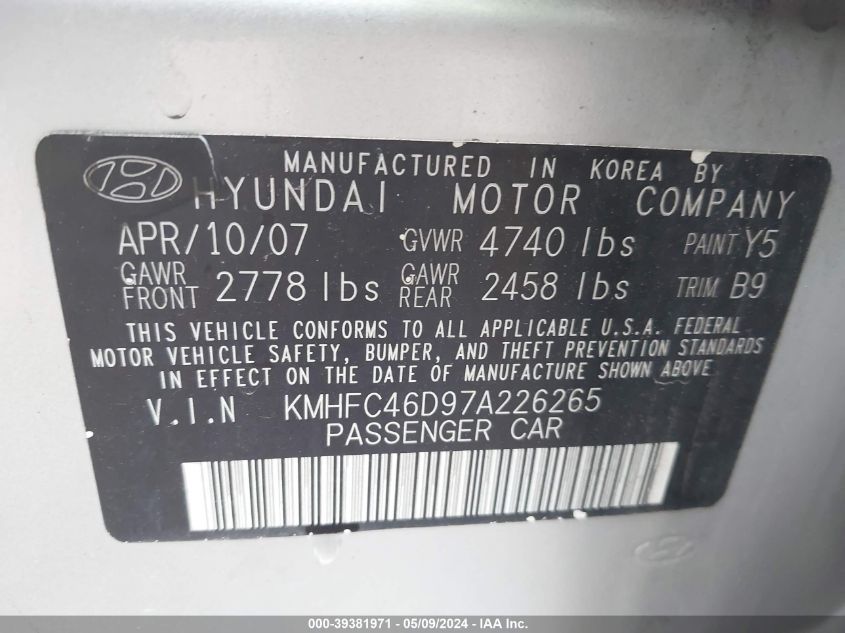 MANUFACTURED IN KOREA BY
HYUNDAI MOTOR COMPANY
APR/10/07 GVWR 4740 lbs PAINT Y5
GAWR FRONT 2778 lbs GAWR REAR 2458 lbs TRIM B9
THIS VEHICLE CONFORMS TO ALL APPLICABLE U.S.A. FEDERAL
MOTOR VEHICLE SAFETY, BUMPER, AND THEFT PREVENTION STANDARDS
IN EFFECT ON THE DATE OF MANUFACTURE SHOWN ABOVE
V.I.N KMHFC46D97A226265
PASSENGER CAR
000-39381971 / 05/09/2024 - IAA Inc.